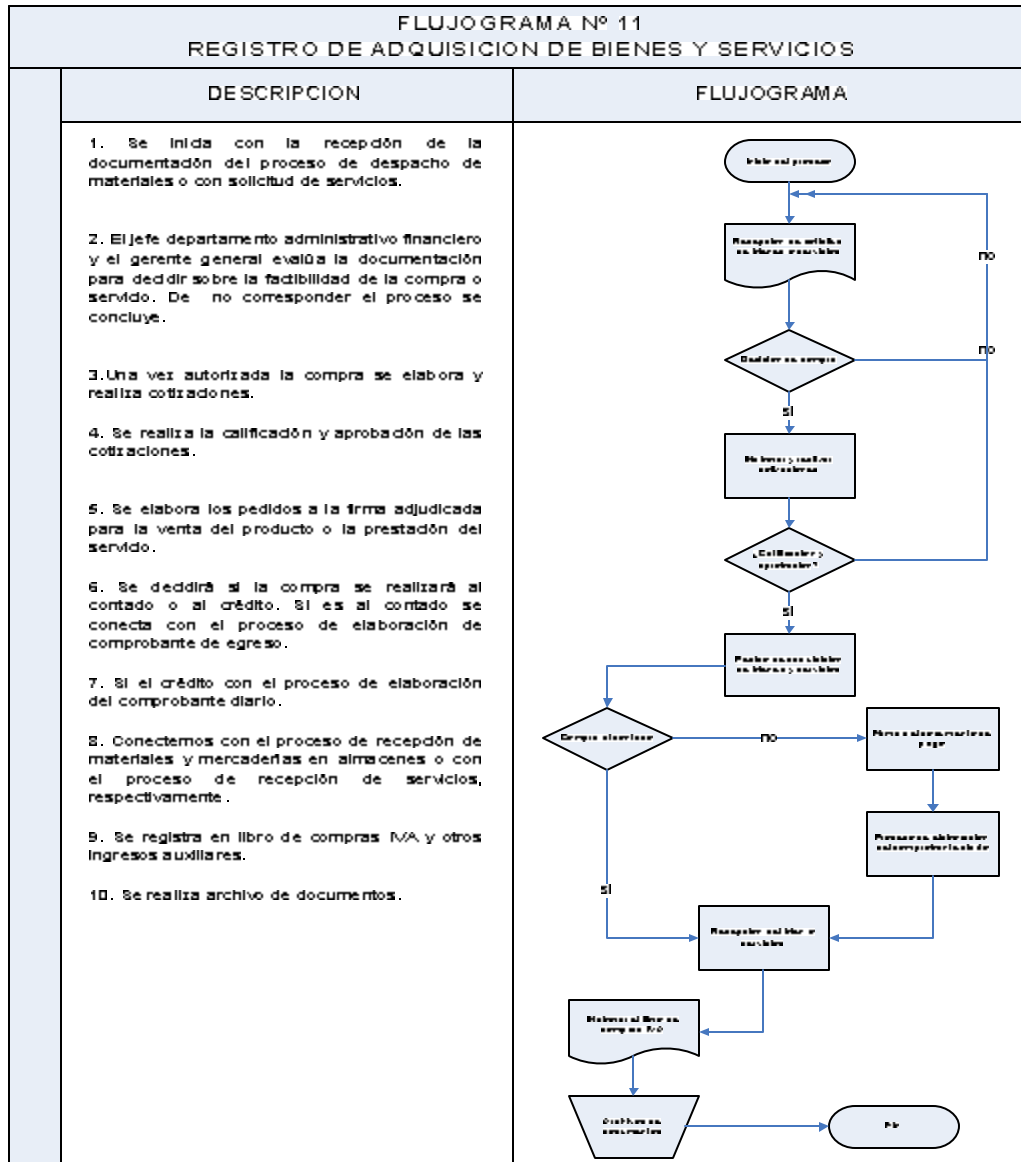 FLUJOGRAMA Nº 11
REGISTRO DE ADQUISICION DE BIENES Y SERVICIOS
DESCRIPCION
FLUJOGRAMA
1. Se inicia con la recepción de la
documentación del proceso de despacho de
materiales o con solicitud de servicios.
2. El jefe departamento administrativo financiero
y el gerente general evalúa la documentación
para decidir sobre la factibilidad de la compra o
servicio. De no corresponder el proceso se
concluye.
3.Una vez autorizada la compra se elabora y
realiza cotizaciones.
4. Se realiza la calificación y aprobación de las
cotizaciones.
5. Se elabora los pedidos a la firma adjudicada
para la venta del producto o la prestación del
servicio.
6. Se decidirá si la compra se realizará al
contado o al crédito. Si es al contado se
conecta con el proceso de elaboración de
comprobante de egreso.
7. Si el crédito con el proceso de elaboración
del comprobante diario.
8. Conectemos con el proceso de recepción de
materiales y mercaderías en almacenes o con
el proceso de recepción de servicios,
respectivamente.
9. Se registra en libro de compras IVA y otros
ingresos auxiliares.
10. Se realiza archivo de documentos.
no
no
si
si
no
si
Fin